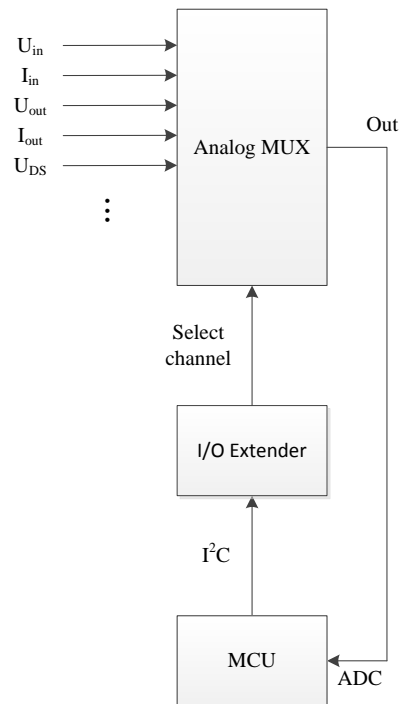 U_in
I_in
U_out
I_out
U_DS
⋮
Analog MUX
Out
Select
channel
I/O Extender
I²C
MCU
ADC